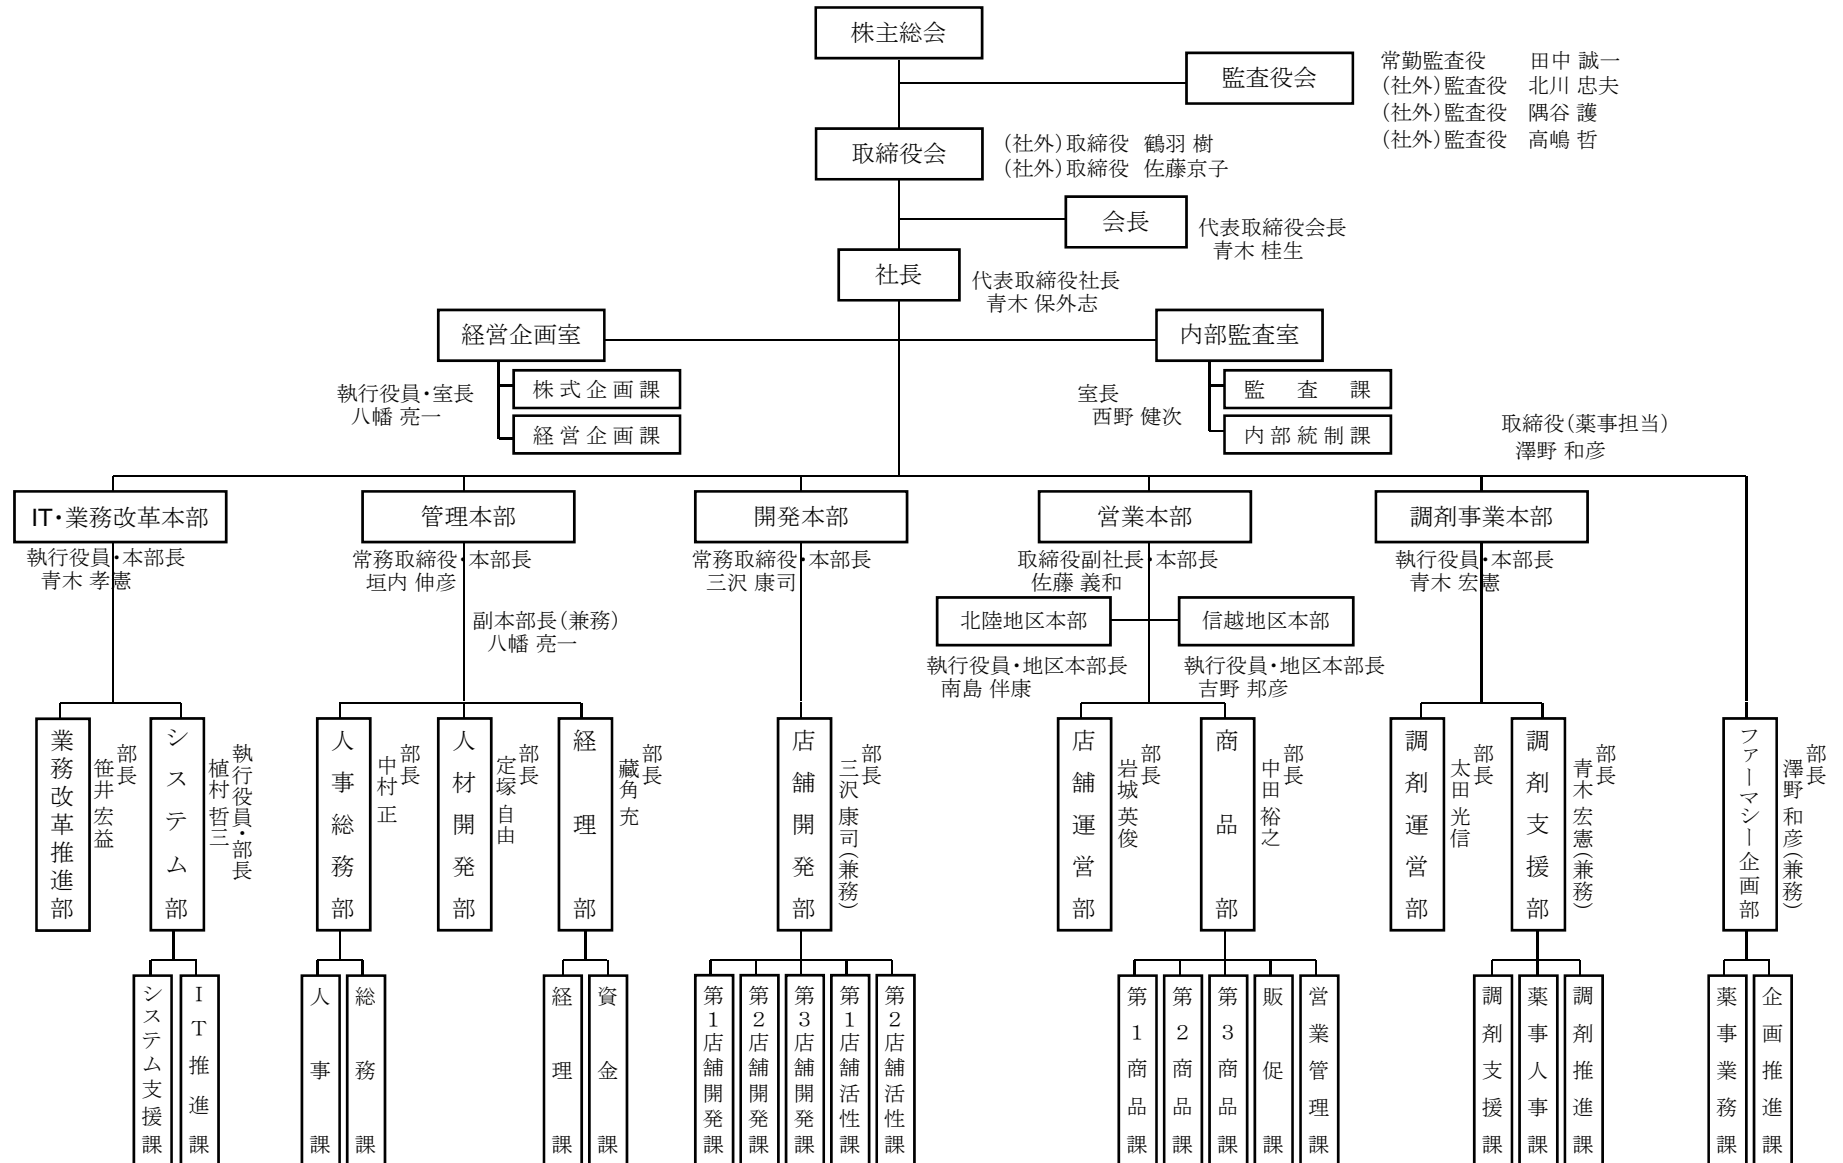 株主総会
監査役会
常勤監査役 田中 誠一
(社外)監査役 北川 忠夫
(社外)監査役 隅谷 護
(社外)監査役 高嶋 哲
取締役会
(社外)取締役 鶴羽 樹
(社外)取締役 佐藤京子
会長
代表取締役会長
青木 桂生
社長
代表取締役社長
青木 保外志
経営企画室
執行役員・室長
八幡 亮一
株式企画課
経営企画課
内部監査室
室長
西野 健次
監査課
内部統制課
取締役(薬事担当)
澤野 和彦
IT・業務改革本部
執行役員・本部長
青木 孝憲
管理本部
常務取締役・本部長
垣内 伸彦
副本部長(兼務)
八幡 亮一
開発本部
常務取締役・本部長
三沢 康司
営業本部
取締役副社長・本部長
佐藤 義和
北陸地区本部
執行役員・地区本部長
南島 伴康
信越地区本部
執行役員・地区本部長
吉野 邦彦
調剤事業本部
執行役員・本部長
青木 宏憲
業務改革推進部
部長
笹井 宏益
システム部
執行役員・部長
植村 哲三
人事総務部
部長
中村 正
人材開発部
部長
定塚 自由
経理部
部長
藏角 充
店舗開発部
部長
三沢 康司(兼務)
店舗運営部
部長
岩城 英俊
商品部
部長
中田 裕之
調剤運営部
部長
太田 光信
調剤支援部
部長
青木 宏憲(兼務)
ファーマシー企画部
部長
澤野 和彦(兼務)
システム支援課
IT推進課
人事課
総務課
経理課
資金課
第1店舗開発課
第2店舗開発課
第3店舗開発課
第1店舗活性課
第2店舗活性課
第1商品課
第2商品課
第3商品課
販促課
営業管理課
調剤支援課
薬事人事課
調剤推進課
薬事業務課
企画推進課